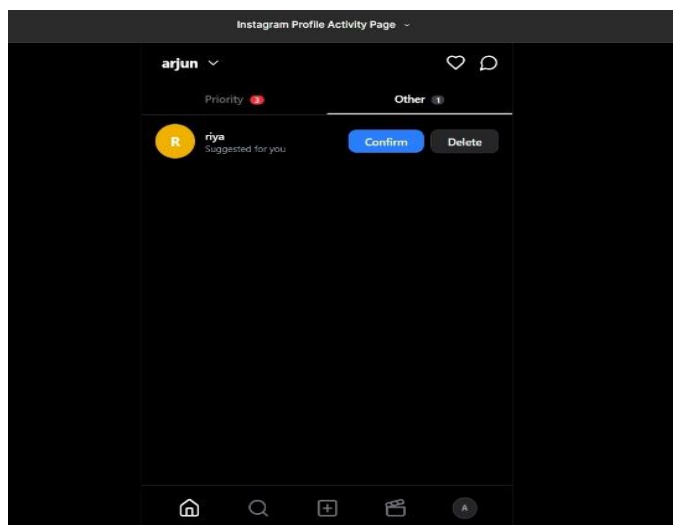 Instagram Profile Activity Page
arjun
Priority 3
Other 1
R
riya
Suggested for you
Confirm
Delete
A